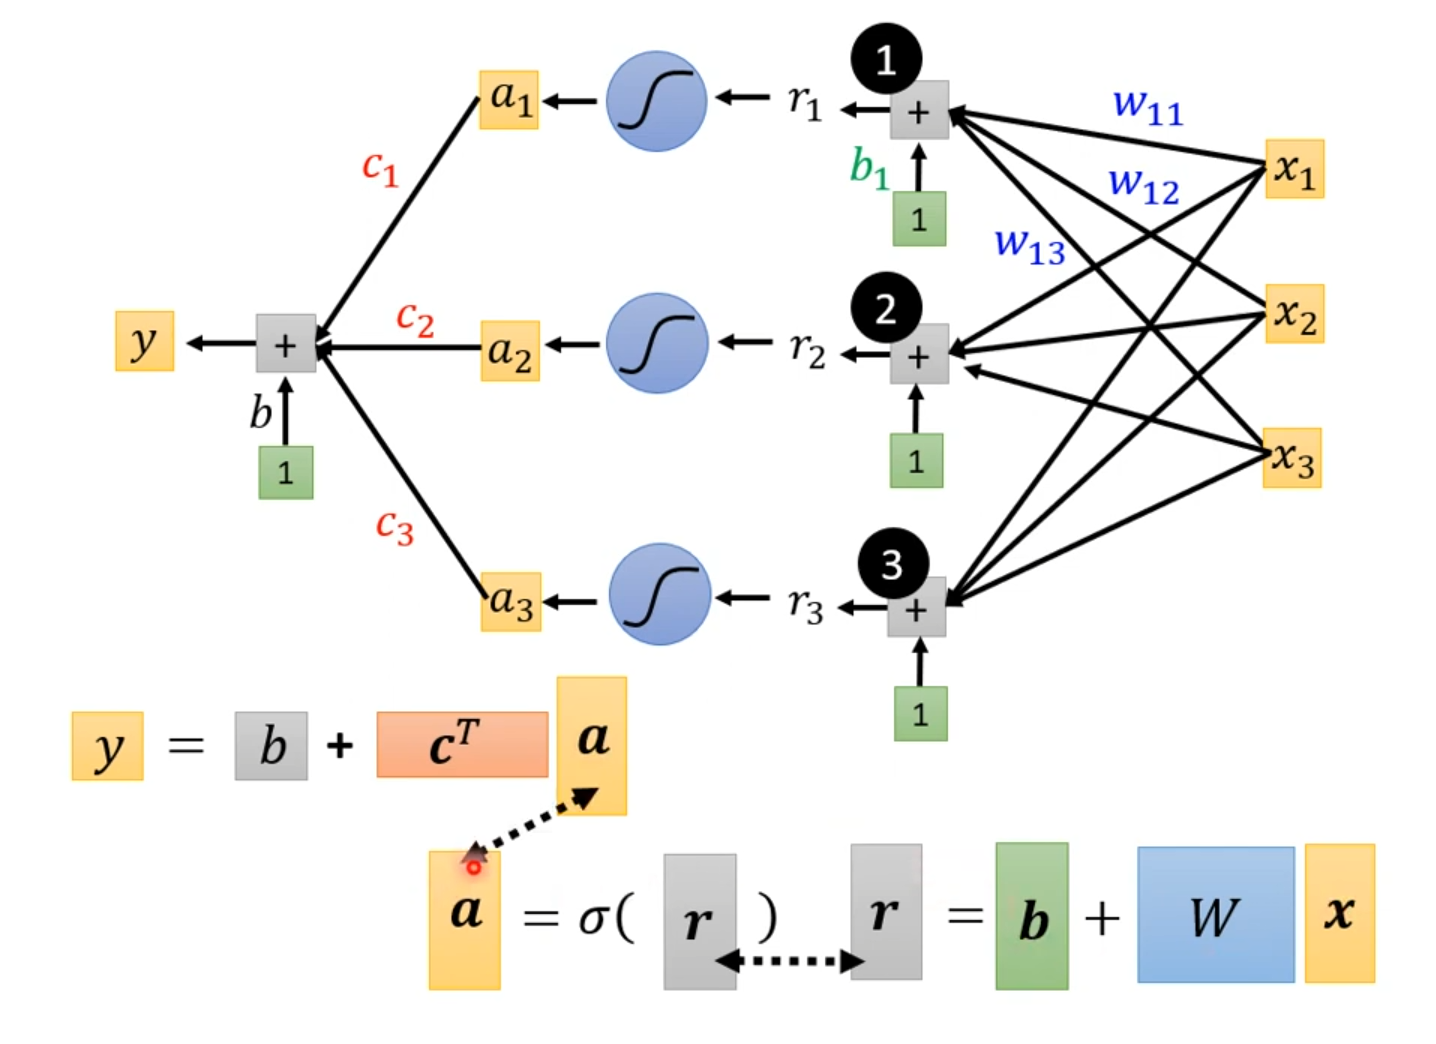 1
a₁ r₁ + w₁₁
c₁ b₁ w₁₂ x₁
1 w₁₃
2
y + c₂ a₂ r₂ + x₂
b
1 1 x₃
c₃ 3
a₃ r₃ +
1
y = b + cᵀ a
a = σ( r ) r = b + W x